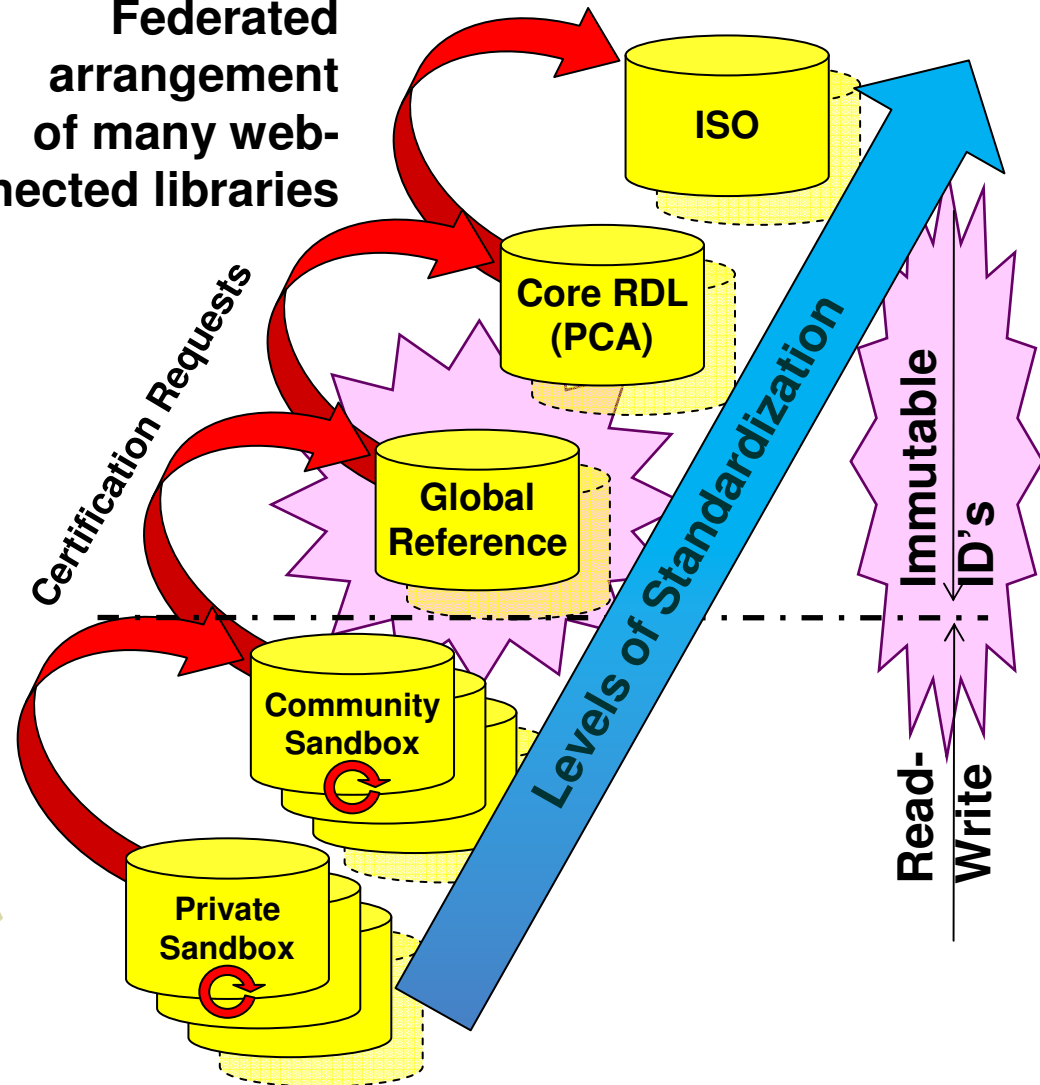 Federated
arrangement
of many web-
nected libraries
ISO
Core RDL
(PCA)
Certification Requests
Global
Reference
Levels of Standardization
Immutable
ID's
Community
Sandbox
Read-
Write
Private
Sandbox